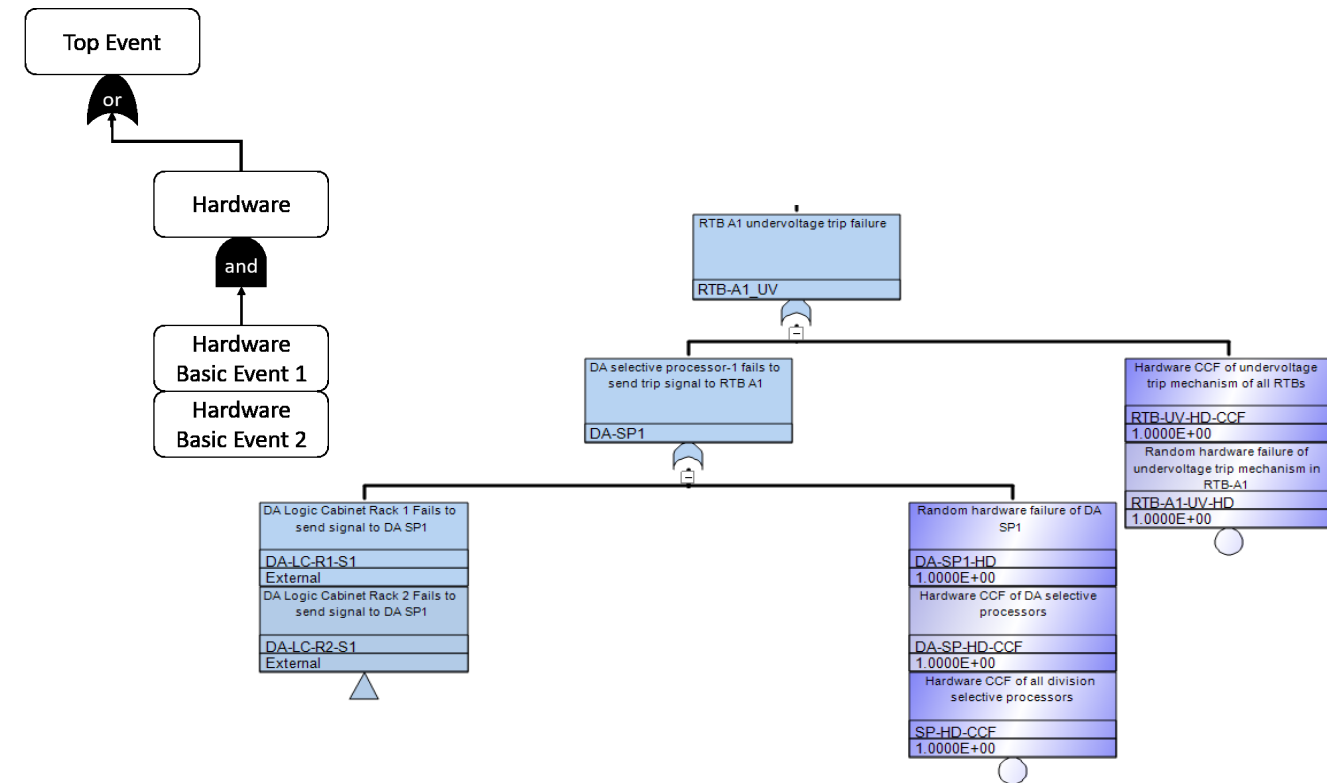 Top Event
or
Hardware
and
Hardware
Basic Event 1
Hardware
Basic Event 2
RTB A1 undervoltage trip failure
RTB-A1_UV
DA selective processor-1 fails to
send trip signal to RTB A1
DA-SP1
Hardware CCF of undervoltage
trip mechanism of all RTBs
RTB-UV-HD-CCF
1.0000E+00
Random hardware failure of
undervoltage trip mechanism in
RTB-A1
RTB-A1-UV-HD
1.0000E+00
DA Logic Cabinet Rack 1 Fails to
send signal to DA SP1
DA-LC-R1-S1
External
DA Logic Cabinet Rack 2 Fails to
send signal to DA SP1
DA-LC-R2-S1
External
Random hardware failure of DA
SP1
DA-SP1-HD
1.0000E+00
Hardware CCF of DA selective
processors
DA-SP-HD-CCF
1.0000E+00
Hardware CCF of all division
selective processors
SP-HD-CCF
1.0000E+00